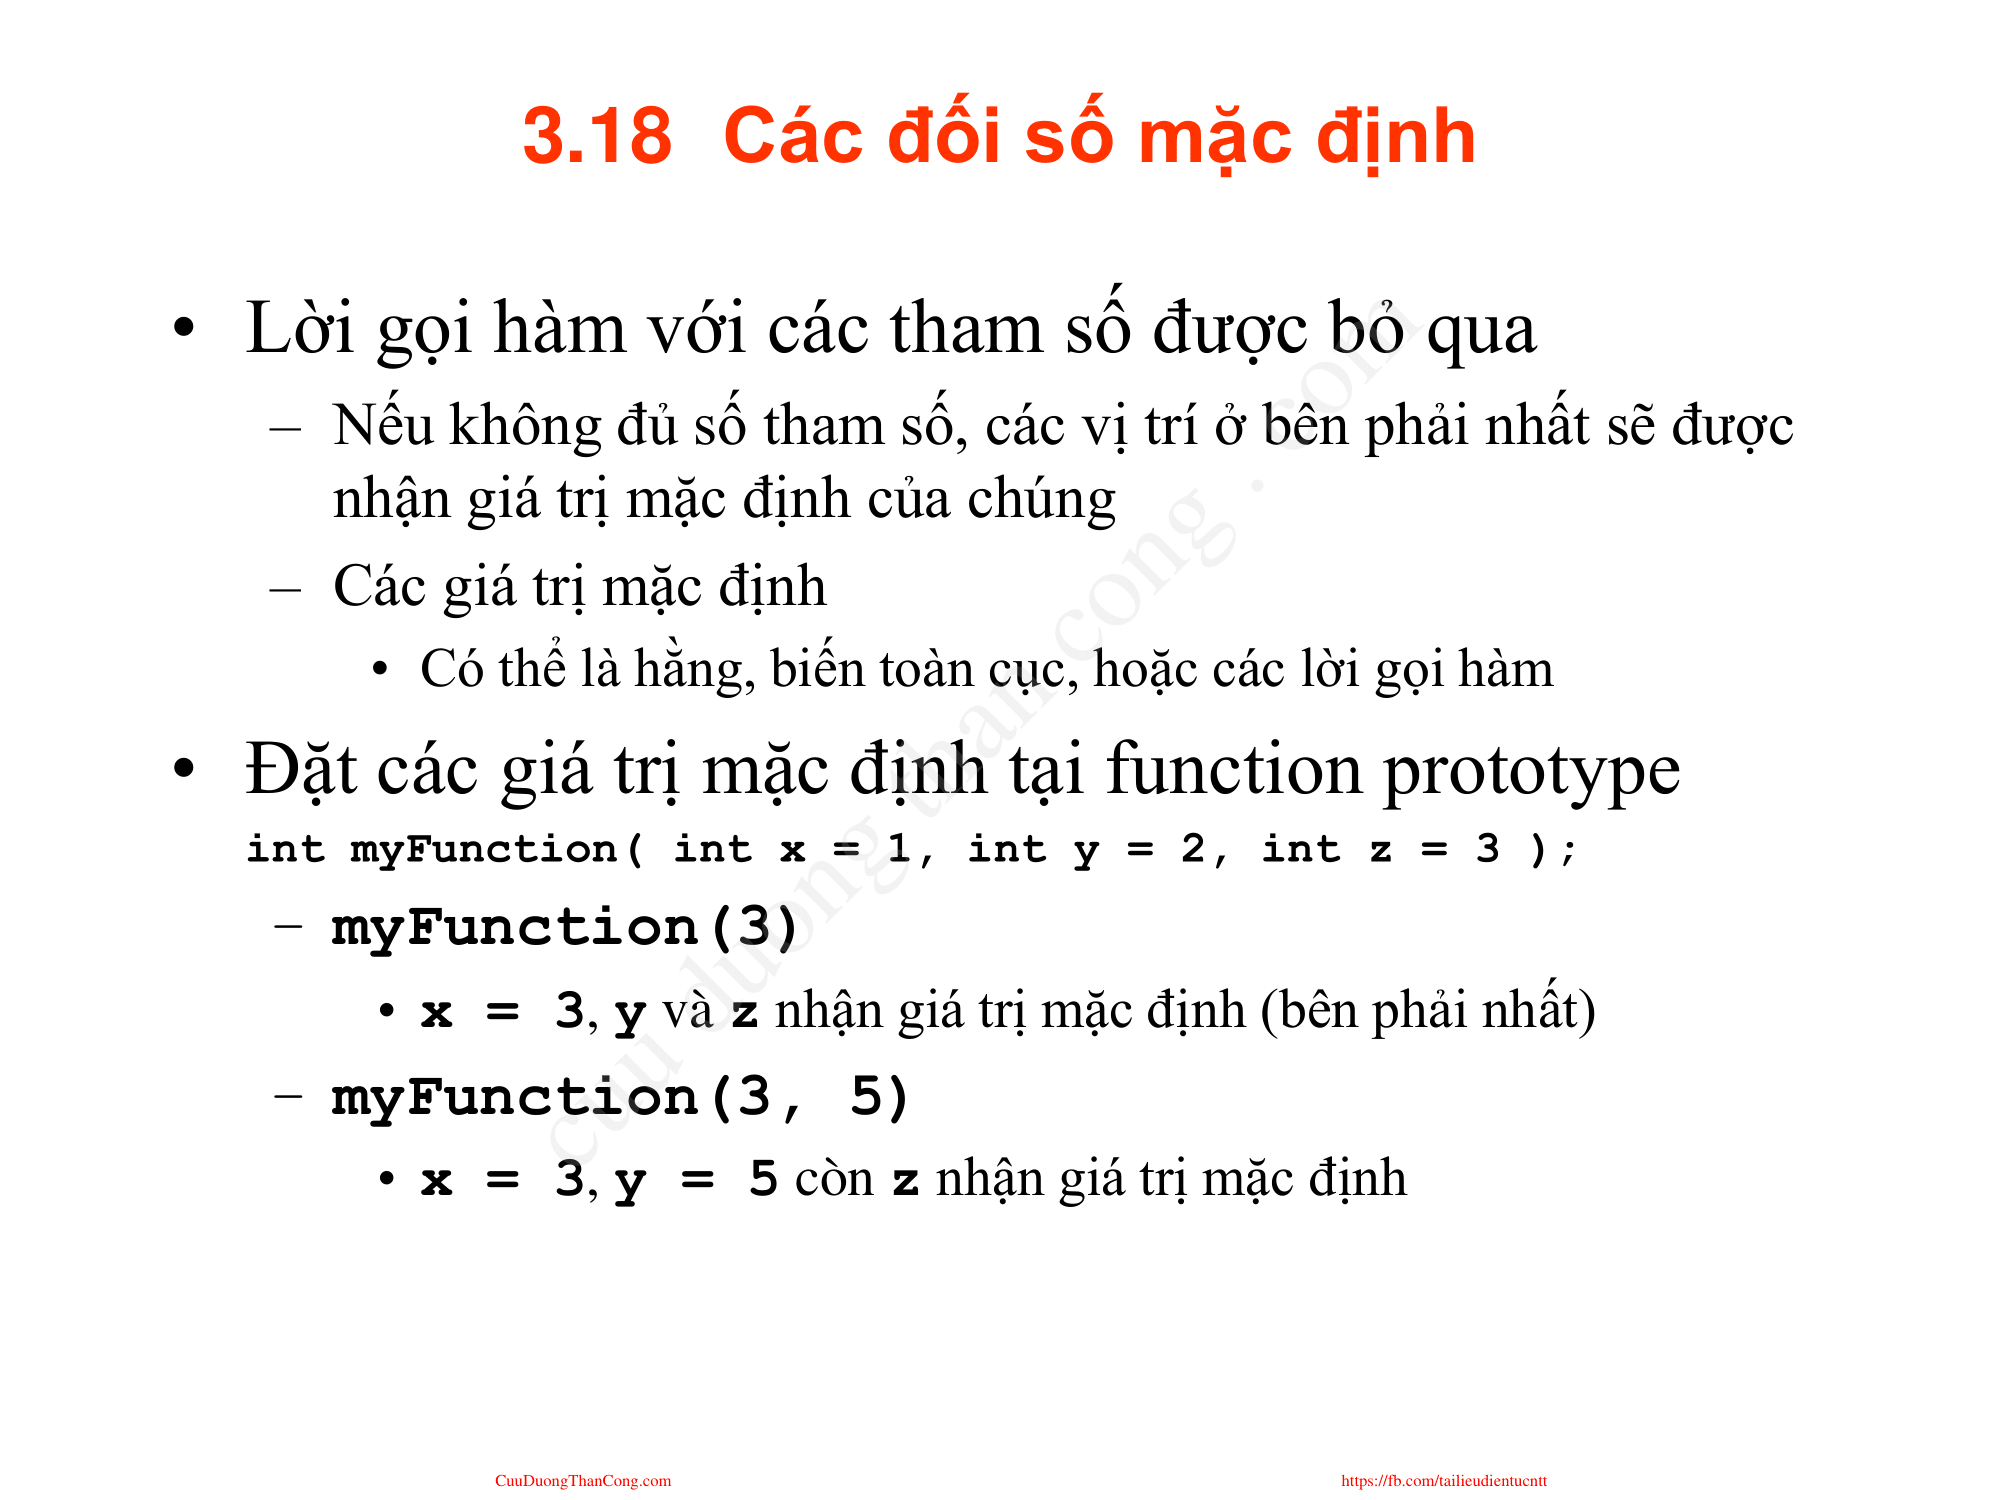 3.18 Các đối số mặc định
• Lời gọi hàm với các tham số được bỏ qua
– Nếu không đủ số tham số, các vị trí ở bên phải nhất sẽ được
nhận giá trị mặc định của chúng
– Các giá trị mặc định
• Có thể là hằng, biến toàn cục, hoặc các lời gọi hàm
• Đặt các giá trị mặc định tại function prototype
int myFunction( int x = 1, int y = 2, int z = 3 );
– myFunction(3)
• x = 3, y và z nhận giá trị mặc định (bên phải nhất)
– myFunction(3, 5)
• x = 3, y = 5 còn z nhận giá trị mặc định
cuu duong than cong . com
CuuDuongThanCong.com
https://fb.com/tailieudientucntt